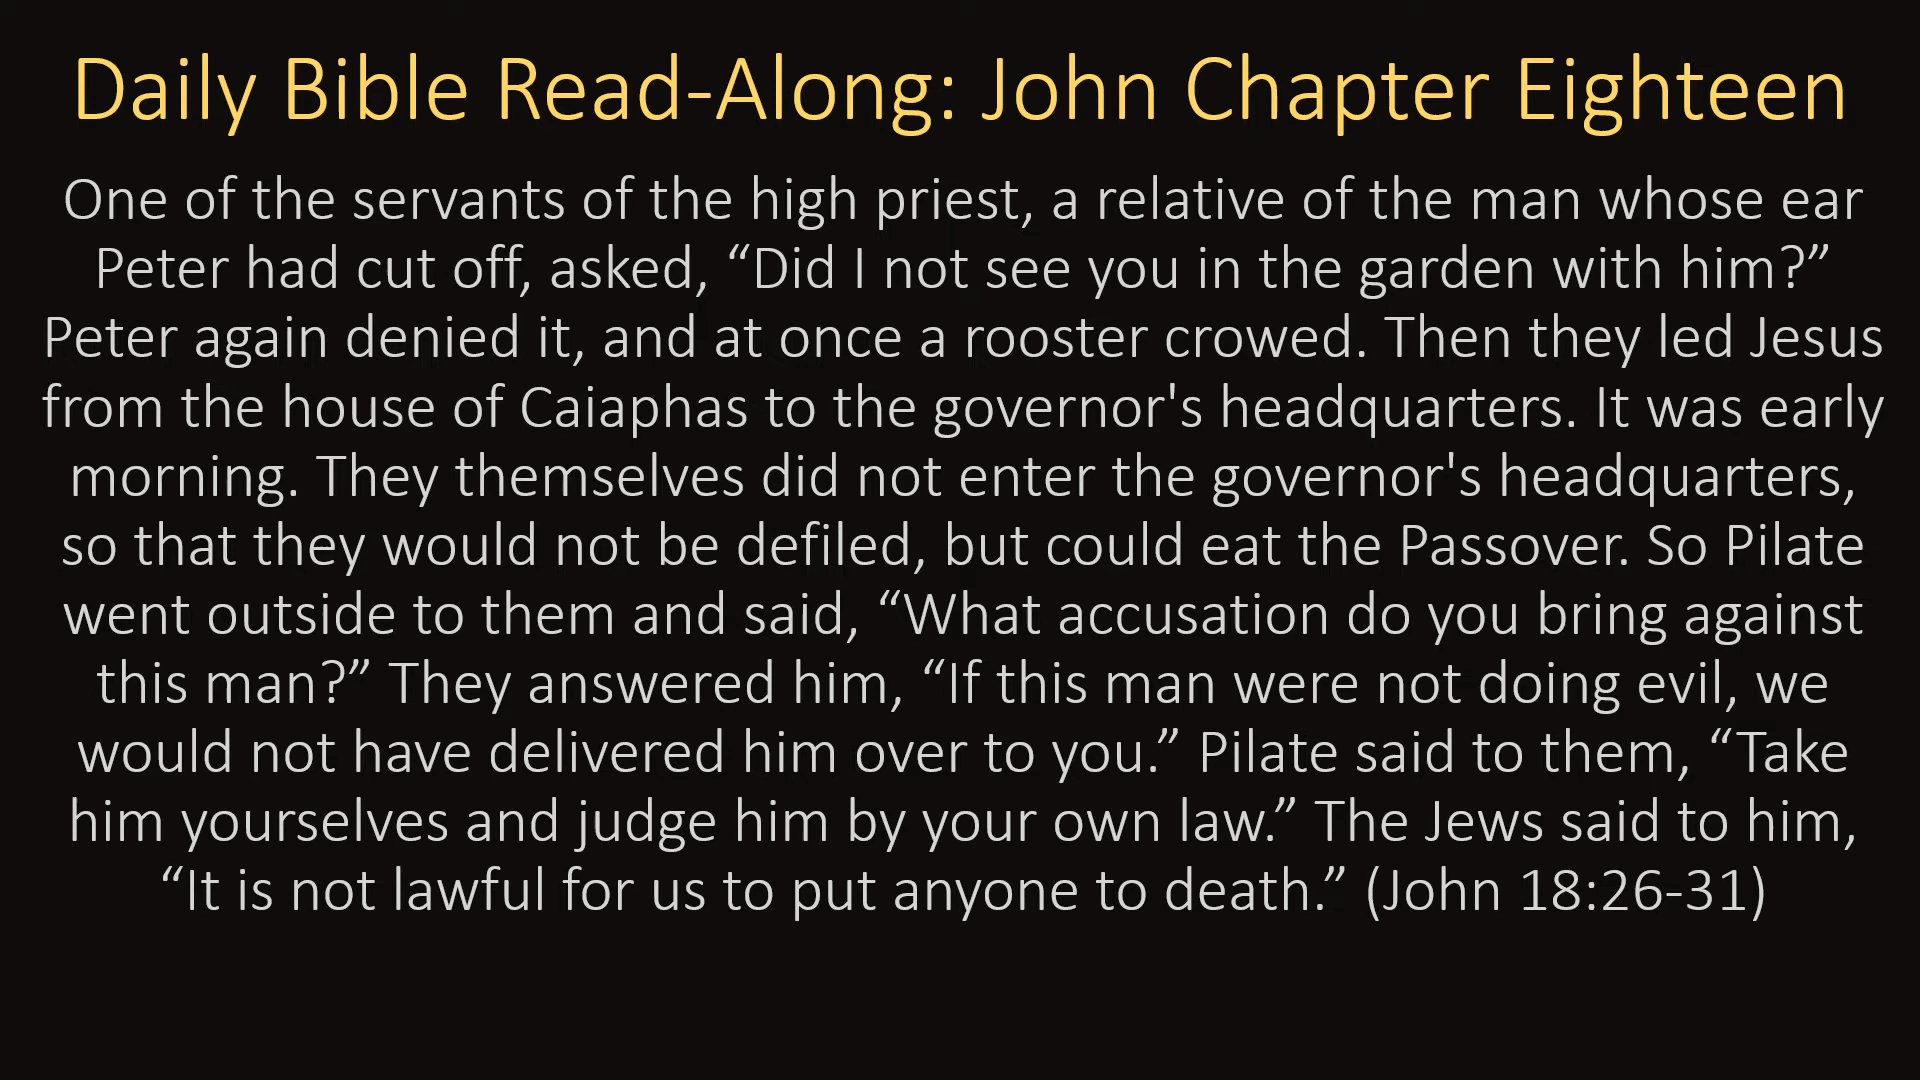 Daily Bible Read-Along: John Chapter Eighteen
One of the servants of the high priest, a relative of the man whose ear
Peter had cut off, asked, “Did I not see you in the garden with him?”
Peter again denied it, and at once a rooster crowed. Then they led Jesus
from the house of Caiaphas to the governor's headquarters. It was early
morning. They themselves did not enter the governor's headquarters,
so that they would not be defiled, but could eat the Passover. So Pilate
went outside to them and said, “What accusation do you bring against
this man?” They answered him, “If this man were not doing evil, we
would not have delivered him over to you.” Pilate said to them, “Take
him yourselves and judge him by your own law.” The Jews said to him,
“It is not lawful for us to put anyone to death.” (John 18:26-31)